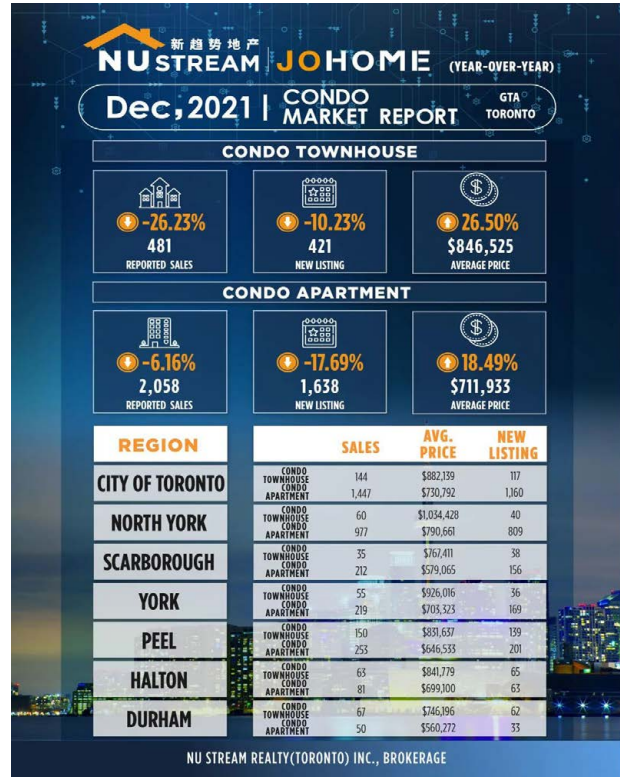 新趋势地产
NU STREAM JOHOME (YEAR-OVER-YEAR)
Dec, 2021 | CONDO MARKET REPORT GTA TORONTO
CONDO TOWNHOUSE
-26.23% -10.23% 26.50%
481 421 $846,525
REPORTED SALES NEW LISTING AVERAGE PRICE
CONDO APARTMENT
-6.16% -17.69% 18.49%
2,058 1,638 $711,933
REPORTED SALES NEW LISTING AVERAGE PRICE
REGION SALES AVG. PRICE NEW LISTING
CITY OF TORONTO
CONDO TOWNHOUSE 144 $882,139 117
CONDO APARTMENT 1,447 $730,792 1,160
NORTH YORK
CONDO TOWNHOUSE 60 $1,034,428 40
CONDO APARTMENT 977 $790,661 809
SCARBOROUGH
CONDO TOWNHOUSE 35 $767,411 38
CONDO APARTMENT 212 $579,065 156
YORK
CONDO TOWNHOUSE 55 $926,016 36
CONDO APARTMENT 219 $703,323 169
PEEL
CONDO TOWNHOUSE 150 $831,637 139
CONDO APARTMENT 253 $646,533 201
HALTON
CONDO TOWNHOUSE 63 $841,779 65
CONDO APARTMENT 81 $699,100 63
DURHAM
CONDO TOWNHOUSE 67 $746,196 62
CONDO APARTMENT 50 $560,272 33
NU STREAM REALTY(TORONTO) INC., BROKERAGE